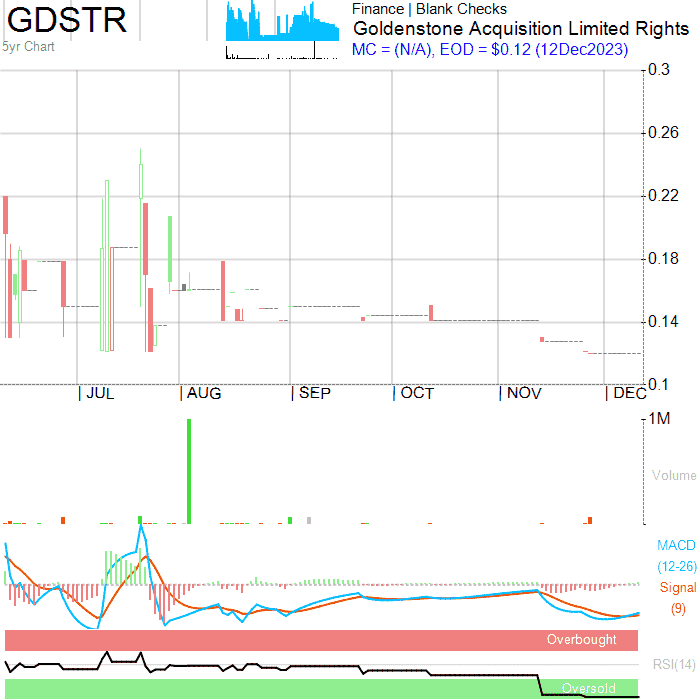 GDSTR
5yr Chart
Finance | Blank Checks
Goldenstone Acquisition Limited Rights
MC = (N/A), EOD = $0.12 (12Dec2023)
0.3
0.26
0.22
0.18
0.14
0.1
| JUL | AUG | SEP | OCT | NOV | DEC
1M
Volume
MACD
(12-26)
Signal
(9)
Overbought
RSI(14)
Oversold